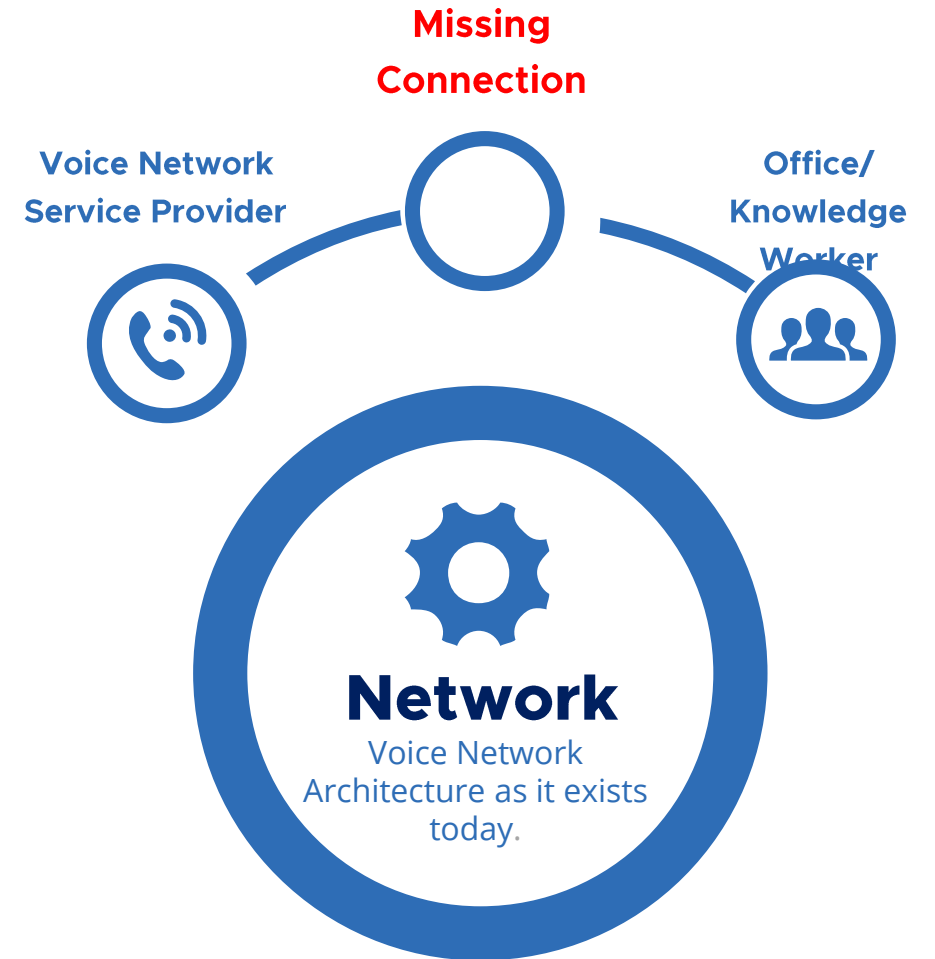 Missing
Connection
Voice Network
Service Provider
Office/
Knowledge
Worker
Network
Voice Network
Architecture as it exists
today.